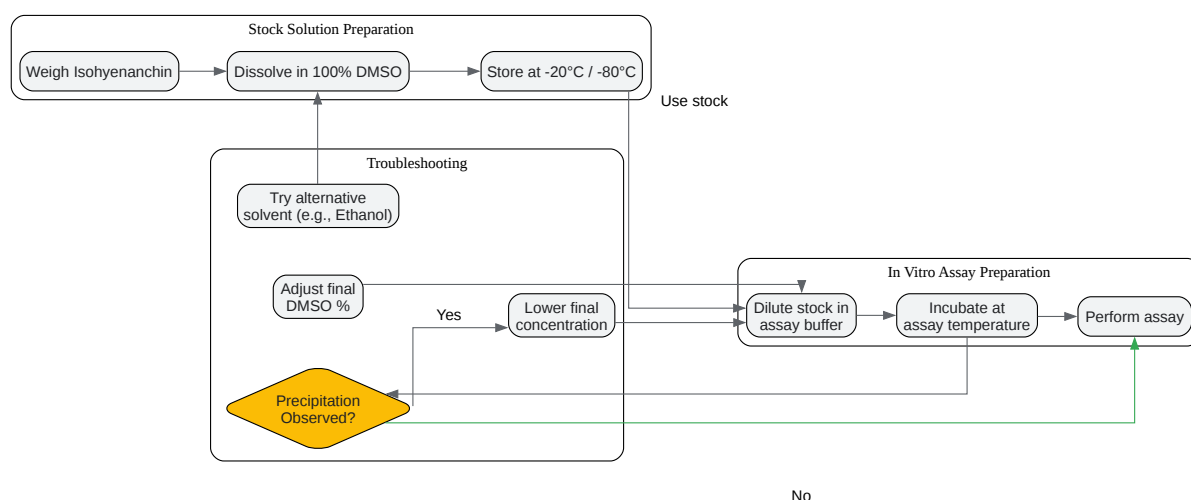 Stock Solution Preparation
Weigh Isohyenanchin
Dissolve in 100% DMSO
Store at -20°C / -80°C
Use stock
Troubleshooting
Try alternative
solvent (e.g., Ethanol)
Adjust final
DMSO %
Yes
Lower final
concentration
Precipitation
Observed?
In Vitro Assay Preparation
Dilute stock in
assay buffer
Incubate at
assay temperature
Perform assay
No